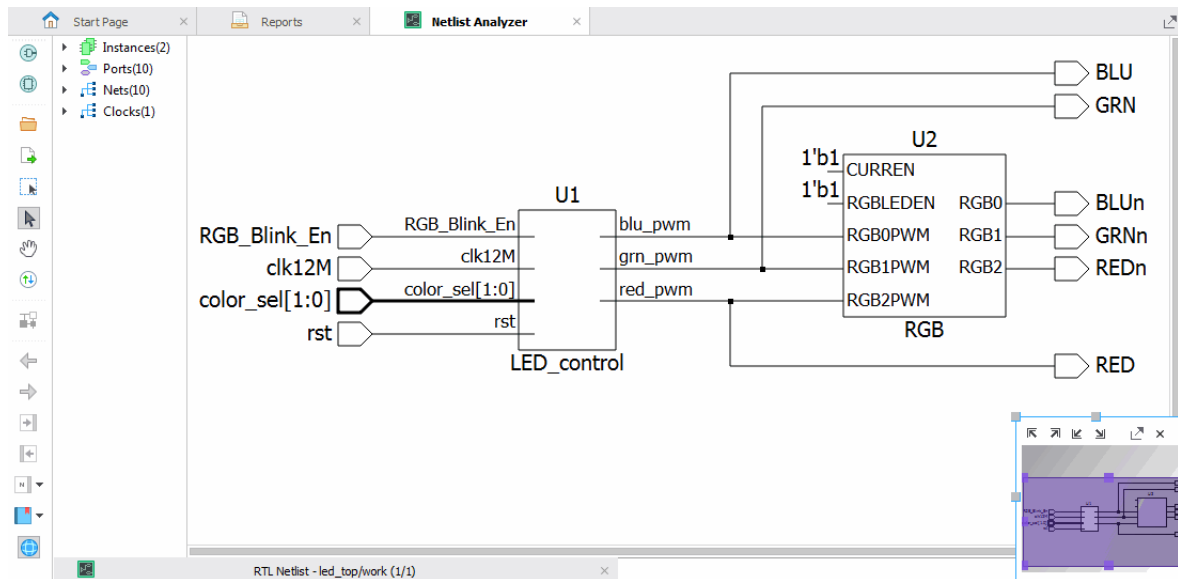 Start Page
Reports
Netlist Analyzer
Instances(2)
Ports(10)
Nets(10)
Clocks(1)
BLU
GRN
U2
1'b1
CURREN
1'b1
RGBLEDEN RGB0
BLUn
U1
RGB_Blink_En
RGB_Blink_En
blu_pwm
RGB0PWM RGB1
GRNn
clk12M
clk12M
grn_pwm
RGB1PWM RGB2
REDn
color_sel[1:0]
color_sel[1:0]
red_pwm
RGB2PWM
rst
rst
RGB
LED_control
RED
N
RTL Netlist - led_top/work (1/1)